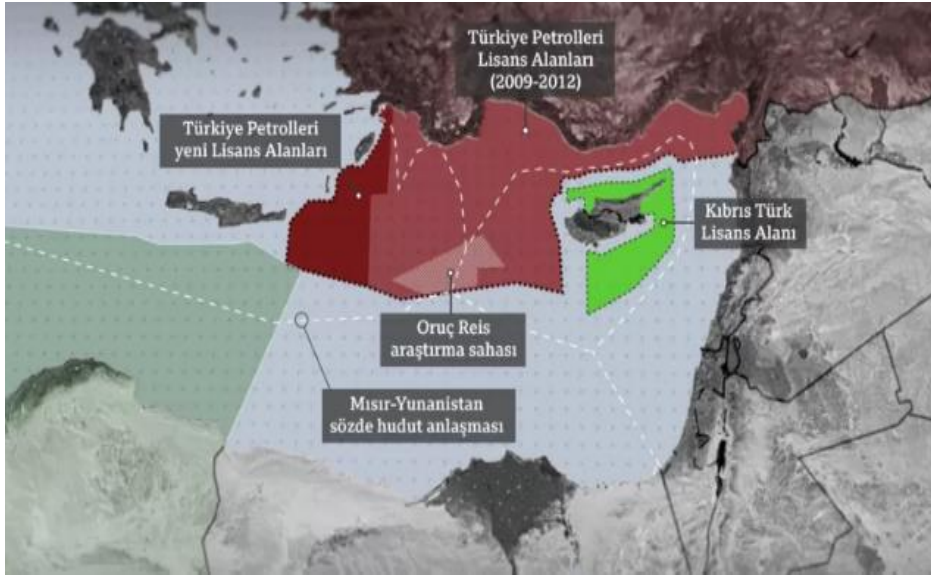 Türkiye Petrolleri
Lisans Alanları
(2009-2012)
Türkiye Petrolleri
yeni Lisans Alanları
Kıbrıs Türk
Lisans Alanı
Oruç Reis
araştırma sahası
Mısır-Yunanistan
sözde hudut anlaşması